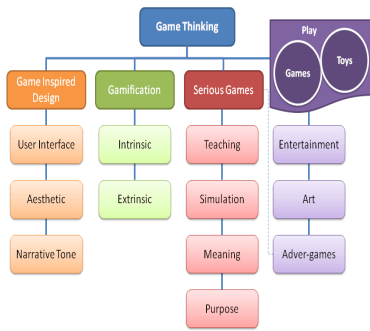 Game Thinking
Play
Games
Toys
Game Inspired
Design
Gamification
Serious Games
User Interface
Intrinsic
Teaching
Entertainment
Aesthetic
Extrinsic
Simulation
Art
Narrative Tone
Meaning
Adver-games
Purpose